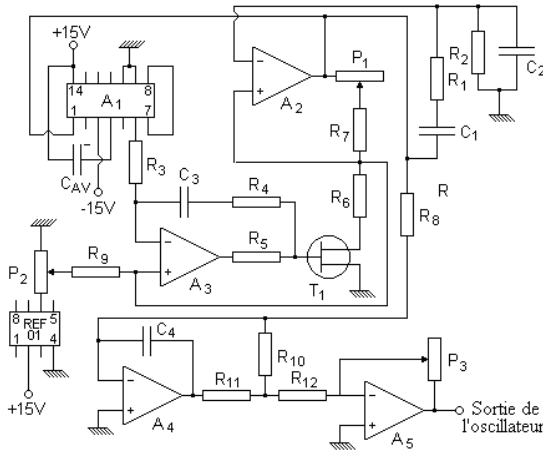 +15V
14
8
A1
1
7
CAV
-15V
R3
C3
R4
R5
A3
T1
A2
P1
R7
R6
R1
R2
C1
C2
R
R8
P2
R9
8
5
REF
01
1
4
+15V
C4
A4
R11
R10
R12
P3
A5
Sortie de
l'oscillateur